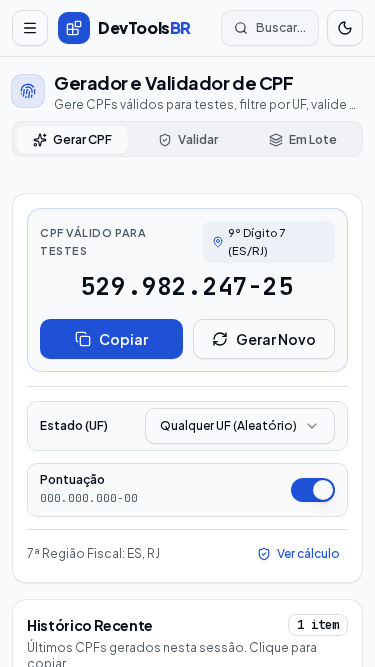 DevToolsBR
Buscar...
Gerador e Validador de CPF
Gere CPFs válidos para testes, filtre por UF, valide ...
Gerar CPF
Validar
Em Lote
CPF VÁLIDO PARA
TESTES
9º Dígito 7
(ES/RJ)
529.982.247-25
Copiar
Gerar Novo
Estado (UF)
Qualquer UF (Aleatório)
Pontuação
000.000.000-00
7ª Região Fiscal: ES, RJ
Ver cálculo
Histórico Recente
1 item
Últimos CPFs gerados nesta sessão. Clique para
copiar